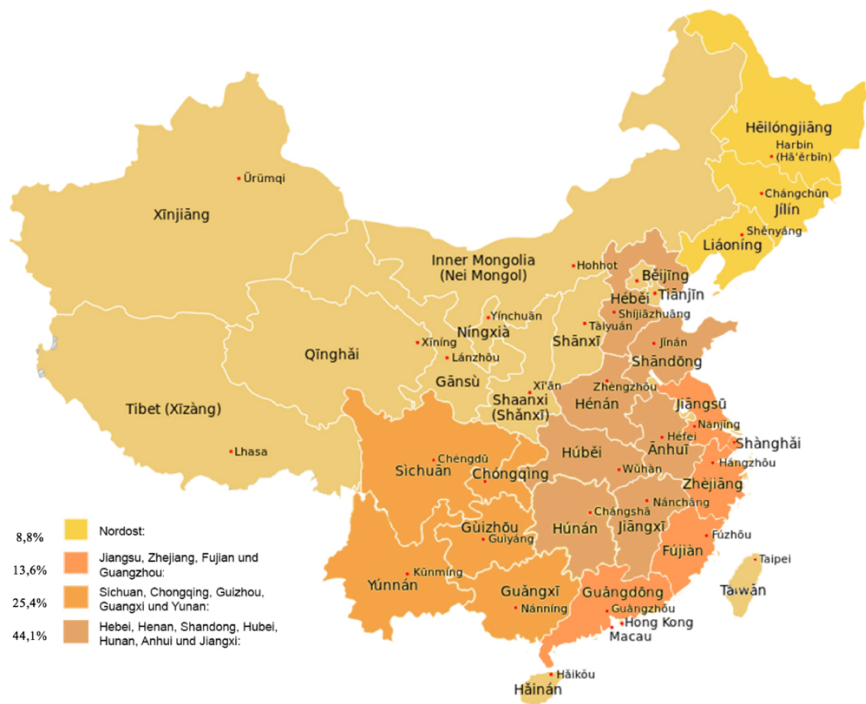 Hēilóngjiāng
Harbin
(Hā'ěrbīn)
Ürümqi
Chángchūn
Jílín
Xīnjiāng
Shěnyáng
Liáoníng
Inner Mongolia
(Nei Mongol)
Hohhot
Běijīng
Tiānjīn
Héběi
Shíjiāzhuāng
Yínchuān
Níngxià
Tàiyuán
Shānxī
Xīníng
Qīnghǎi
Lánzhōu
Jǐnán
Shāndōng
Gānsù
Xī'ān
Shaanxi
(Shǎnxī)
Zhèngzhōu
Hénán
Jiāngsū
Nánjīng
Tibet (Xīzàng)
Lhasa
Chéngdū
Sìchuān
Chóngqìng
Húběi
Wǔhàn
Héféi
Ānhuī
Shànghǎi
Hángzhōu
Zhèjiāng
Nánchāng
Chángshā
Húnán
Jiāngxī
Gùizhōu
Guìyáng
Fúzhōu
Fújiàn
Kūnmíng
Yúnnán
Guǎngxī
Nánníng
Guǎngdōng
Guǎngzhōu
Hong Kong
Macau
Taipei
Táiwān
Hǎikǒu
Hǎinán
8,8% Nordost:
13,6% Jiangsu, Zhejiang, Fujian und
Guangzhou:
25,4% Sichuan, Chongqing, Guizhou,
Guangxi und Yunan:
44,1% Hebei, Henan, Shandong, Hubei,
Hunan, Anhui und Jiangxi: